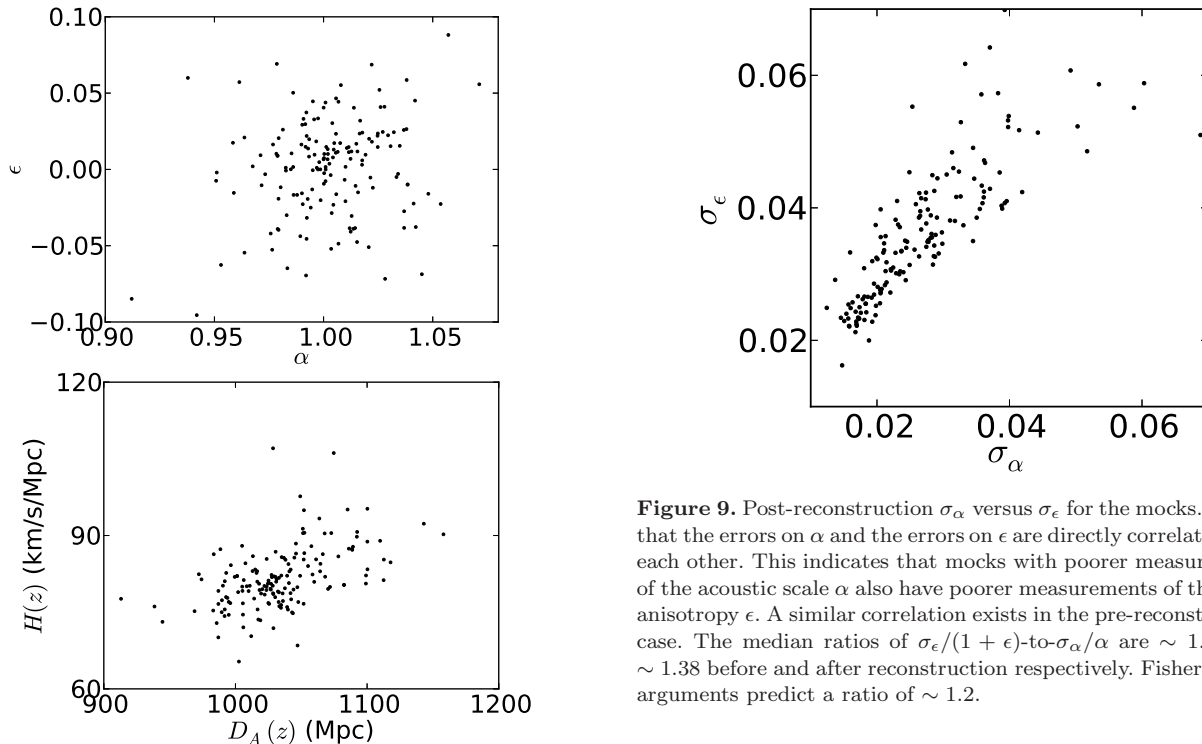 0.10
0.05
0.00
−0.05
−0.10
ϵ
0.90 0.95 1.00 1.05
α
120
90
60
H(z) (km/s/Mpc)
900 1000 1100 1200
D_A(z) (Mpc)
0.06
0.04
0.02
σ_ϵ
0.02 0.04 0.06
σ_α
Figure 9. Post-reconstruction σ_α versus σ_ϵ for the mocks.
that the errors on α and the errors on ϵ are directly correlat
each other. This indicates that mocks with poorer measur
of the acoustic scale α also have poorer measurements of th
anisotropy ϵ. A similar correlation exists in the pre-reconst
case. The median ratios of σ_ϵ/(1 + ϵ)-to-σ_α/α are ∼ 1.
∼ 1.38 before and after reconstruction respectively. Fisher
arguments predict a ratio of ∼ 1.2.